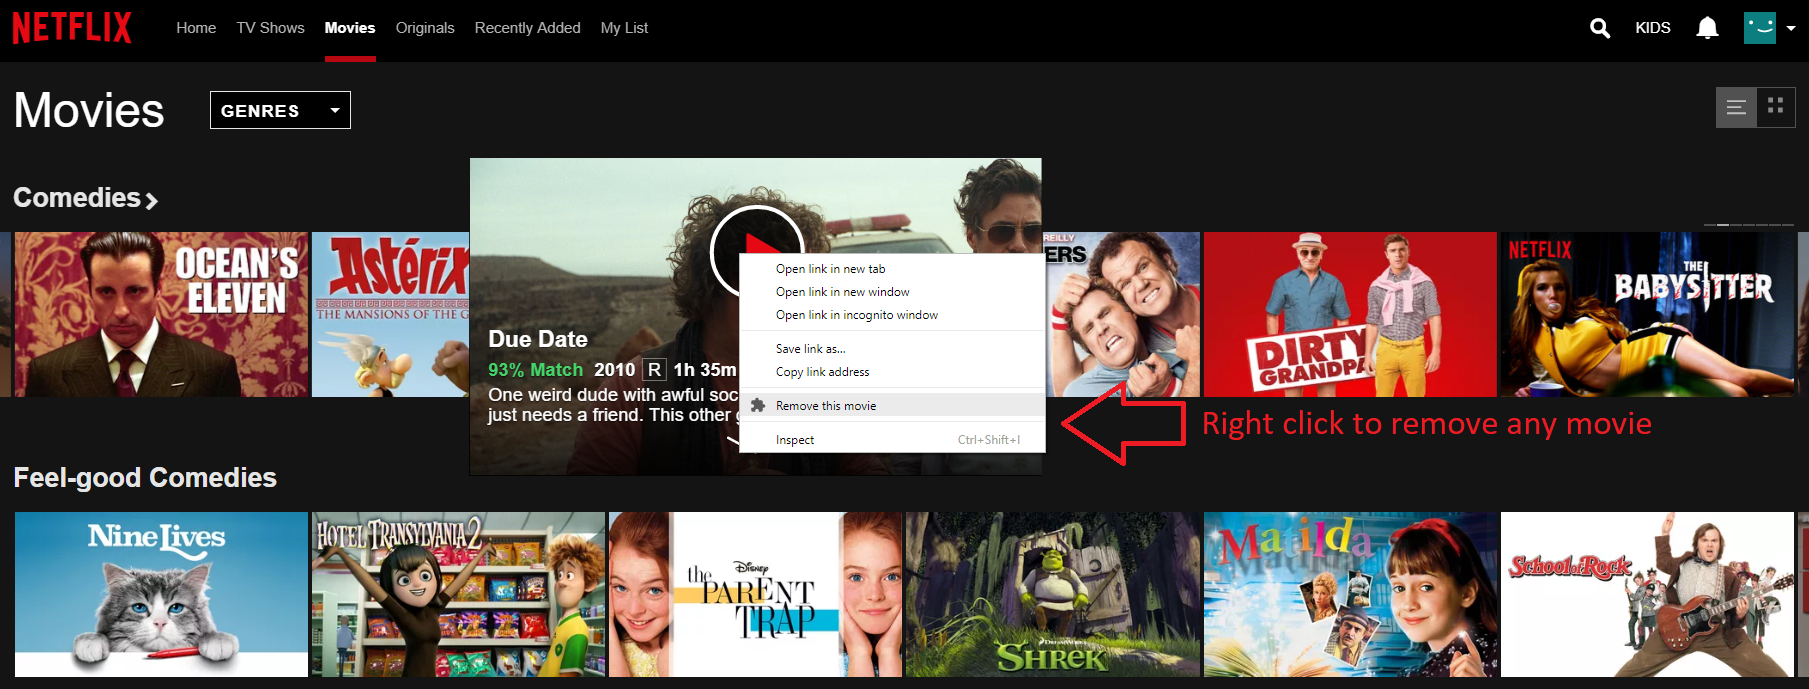 NETFLIX
Home TV Shows Movies Originals Recently Added My List
KIDS
Movies
GENRES
Comedies
OCEAN'S
ELEVEN
Astérix
THE MANSIONS OF THE G
Due Date
93% Match 2010 R 1h 35m
One weird dude with awful soc
just needs a friend. This other
Open link in new tab
Open link in new window
Open link in incognito window
Save link as...
Copy link address
Remove this movie
Inspect Ctrl+Shift+I
REILLY
ERS
DIRTY
GRANDPA
NETFLIX
THE
BABYSITTER
Right click to remove any movie
Feel-good Comedies
Nine Lives
HOTEL TRANSYLVANIA 2
Disney
the PARENT
TRAP
DREAMWORKS
SHREK
Matilda
School of Rock